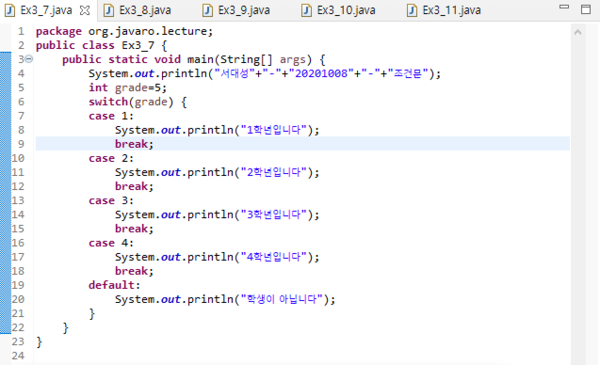 Ex3_7.java Ex3_8.java Ex3_9.java Ex3_10.java Ex3_11.java
1 package org.javaro.lecture;
2 public class Ex3_7 {
3 public static void main(String[] args) {
4 System.out.println("서대성"+"-"+"20201008"+"-"+"조건문");
5 int grade=5;
6 switch(grade) {
7 case 1:
8 System.out.println("1학년입니다");
9 break;
10 case 2:
11 System.out.println("2학년입니다");
12 break;
13 case 3:
14 System.out.println("3학년입니다");
15 break;
16 case 4:
17 System.out.println("4학년입니다");
18 break;
19 default:
20 System.out.println("학생이 아닙니다");
21 }
22 }
23 }
24